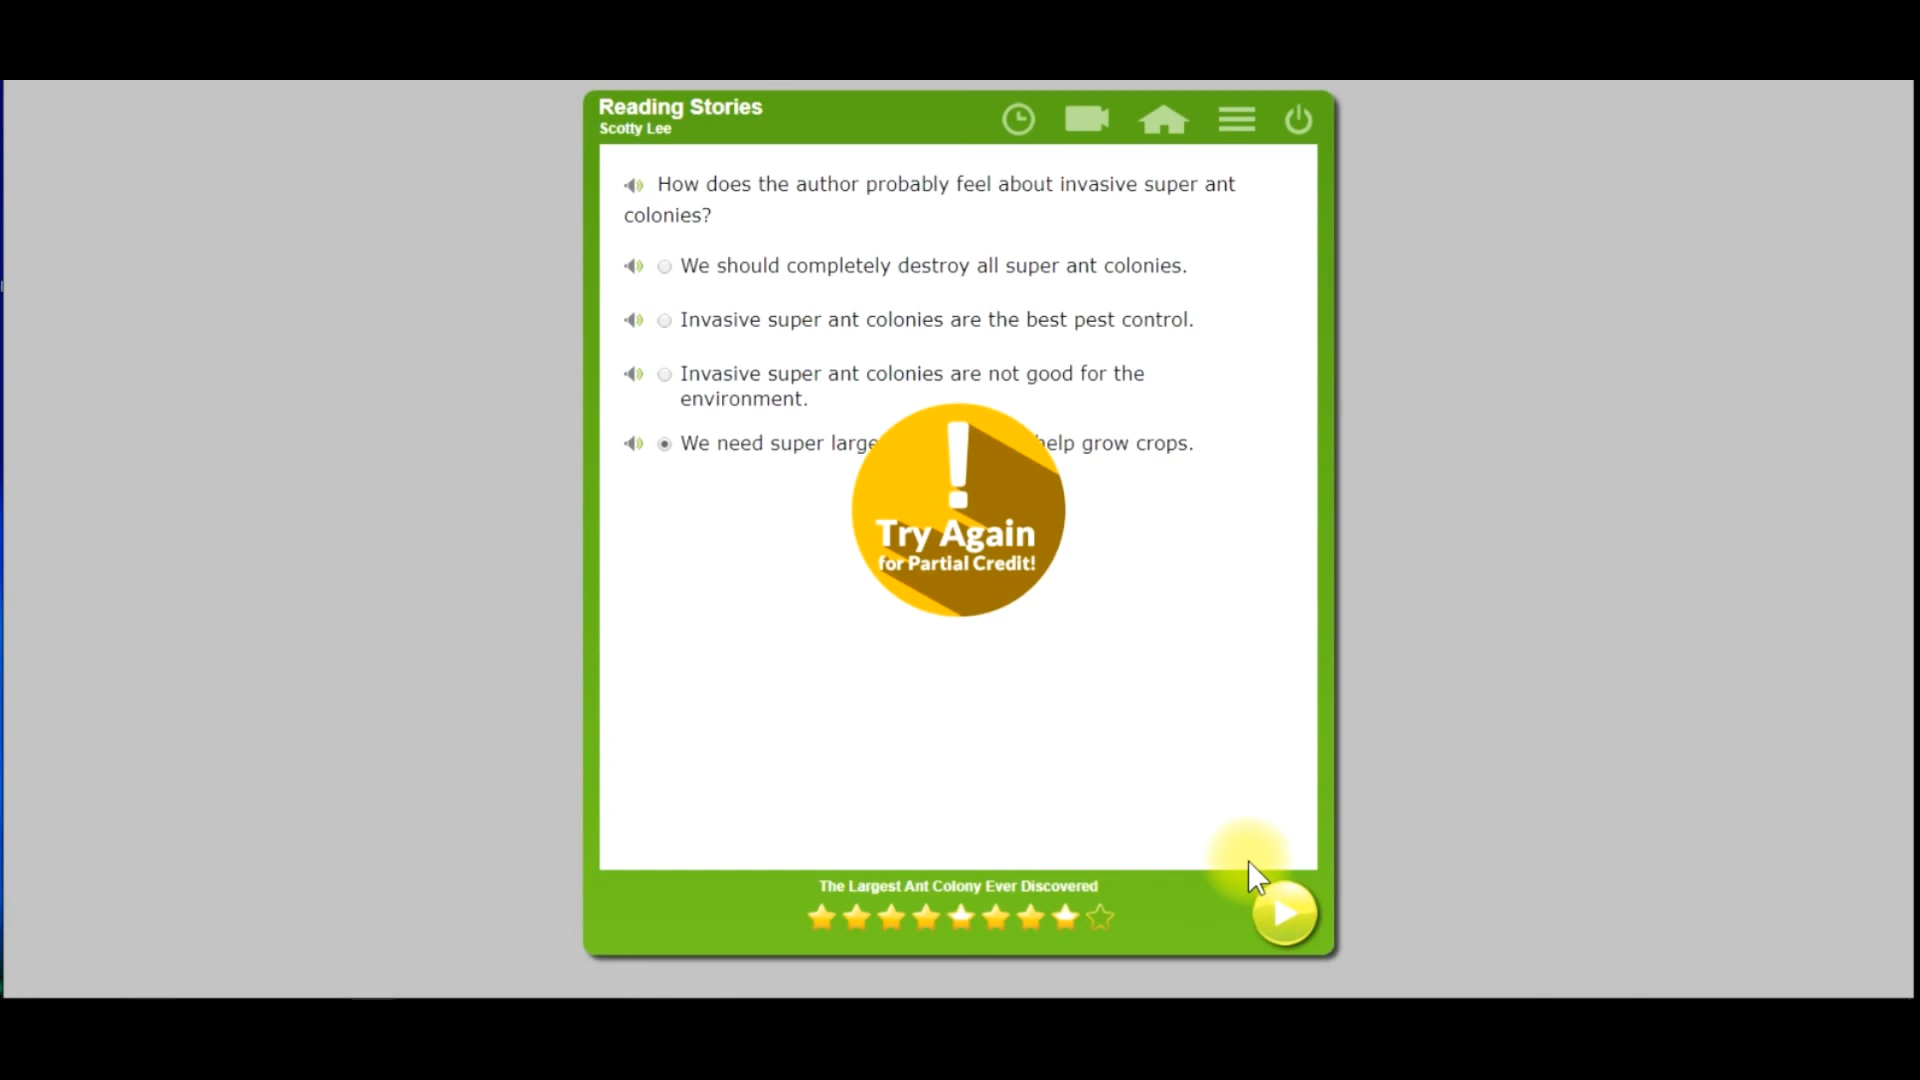 Reading Stories
Scotty Lee
How does the author probably feel about invasive super ant
colonies?
We should completely destroy all super ant colonies.
Invasive super ant colonies are the best pest control.
Invasive super ant colonies are not good for the
environment.
We need super large help grow crops.
!
Try Again
for Partial Credit!
The Largest Ant Colony Ever Discovered